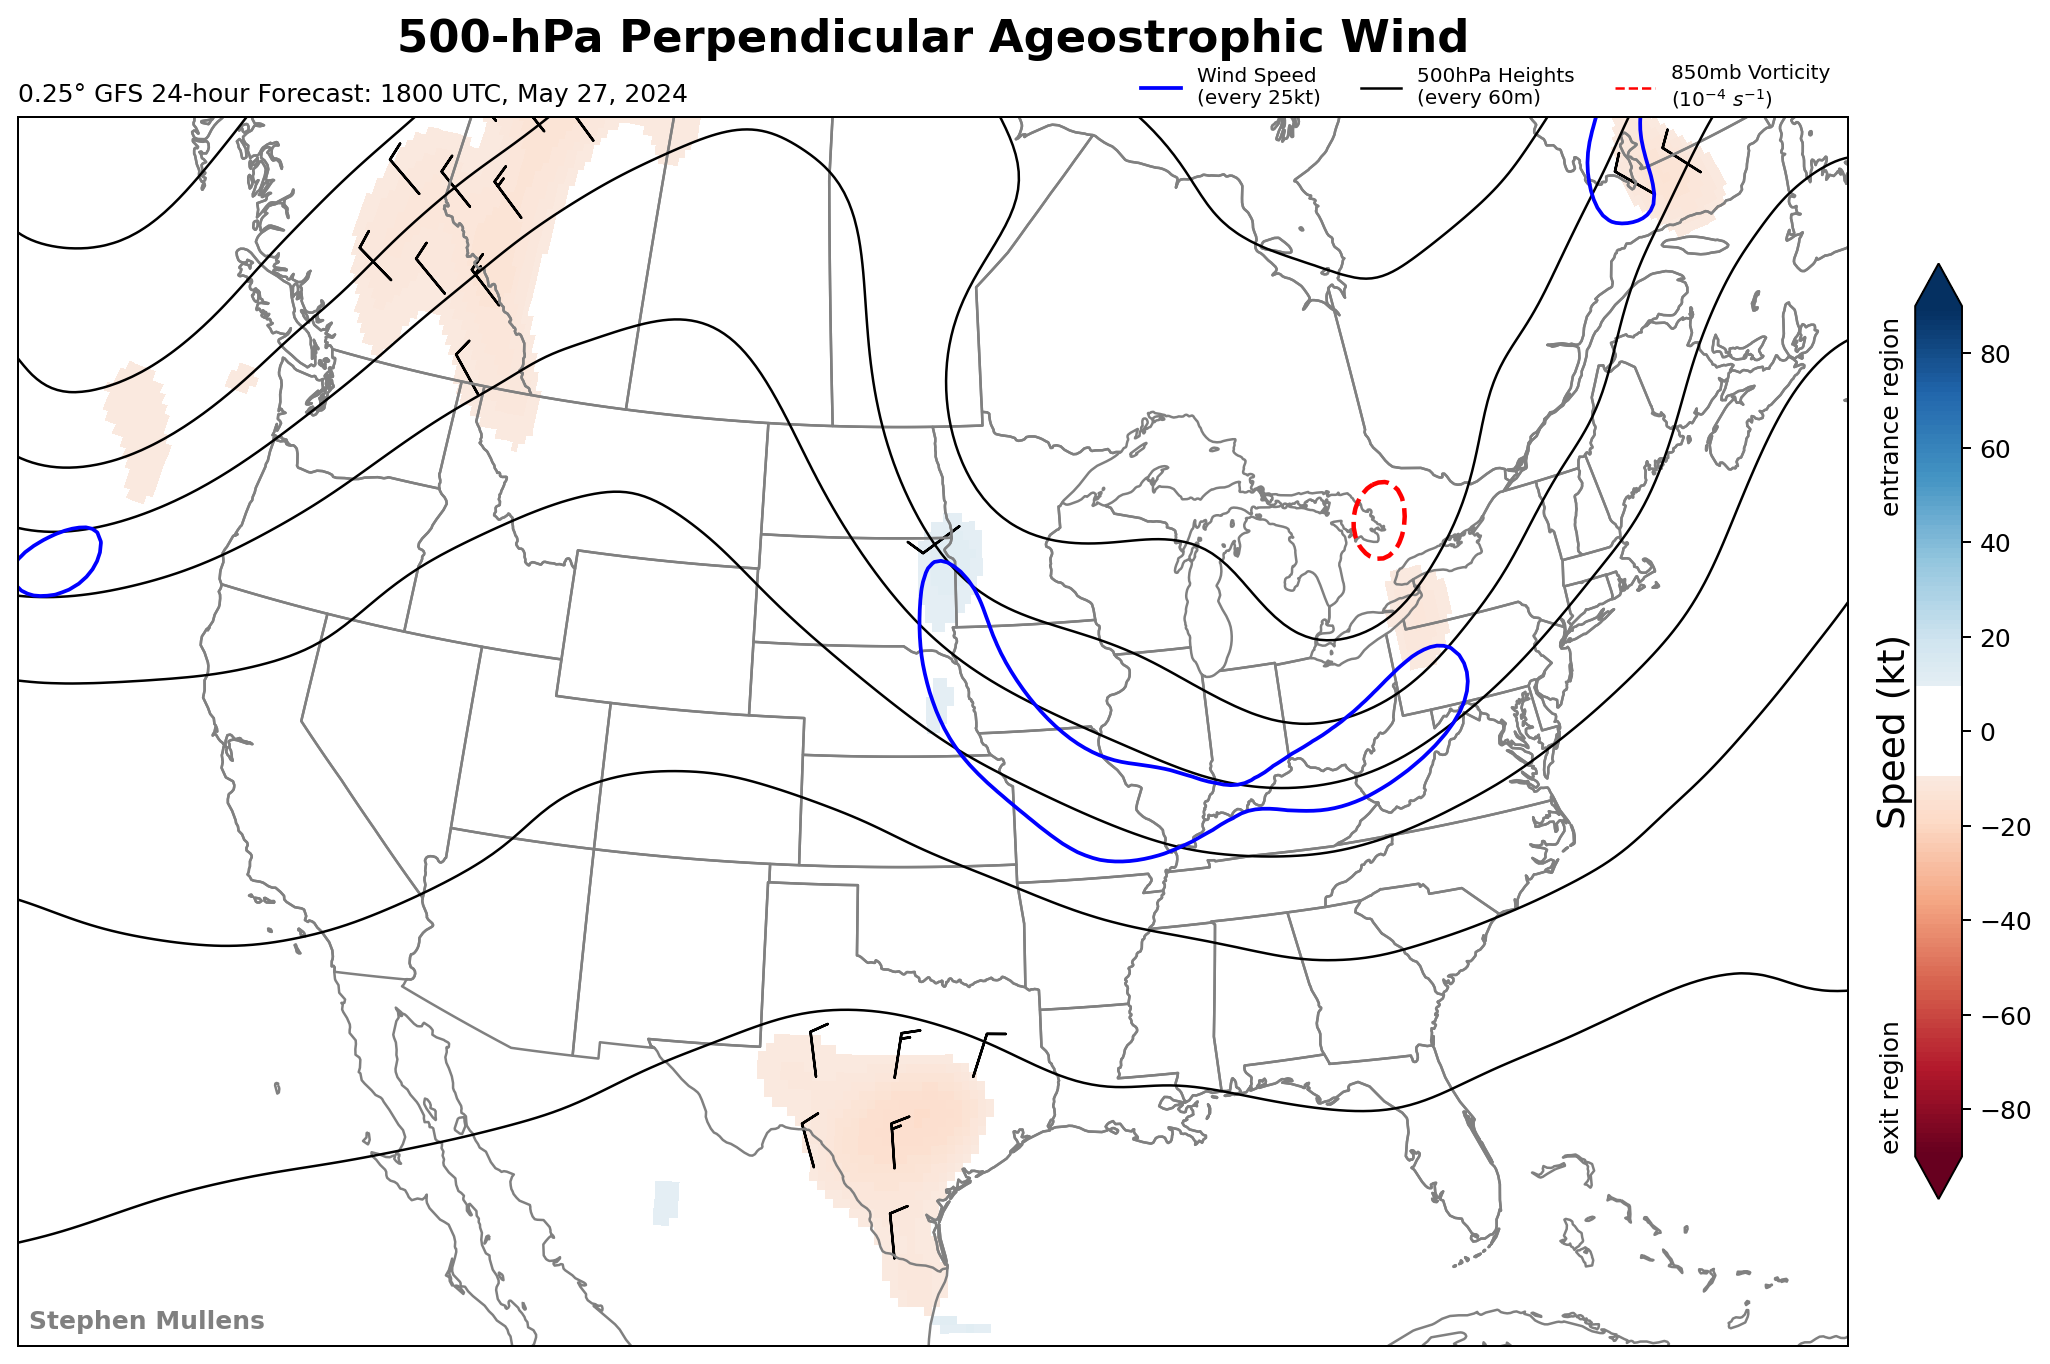 500-hPa Perpendicular Ageostrophic Wind
0.25° GFS 24-hour Forecast: 1800 UTC, May 27, 2024
Wind Speed
(every 25kt)
500hPa Heights
(every 60m)
850mb Vorticity
(10⁻⁴ s⁻¹)
entrance region
Speed (kt)
exit region
80
60
40
20
0
−20
−40
−60
−80
Stephen Mullens